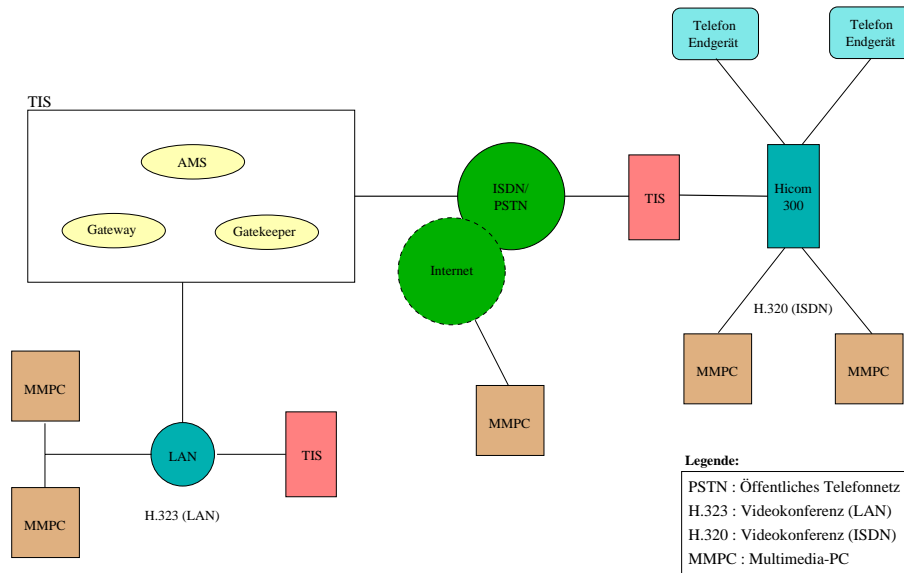 Telefon
Endgerät
Telefon
Endgerät
TIS
AMS
Gateway
Gatekeeper
ISDN/
PSTN
Internet
TIS
Hicom
300
H.320 (ISDN)
MMPC
MMPC
MMPC
MMPC
LAN
TIS
MMPC
H.323 (LAN)
Legende:
PSTN : Öffentliches Telefonnetz
H.323 : Videokonferenz (LAN)
H.320 : Videokonferenz (ISDN)
MMPC : Multimedia-PC